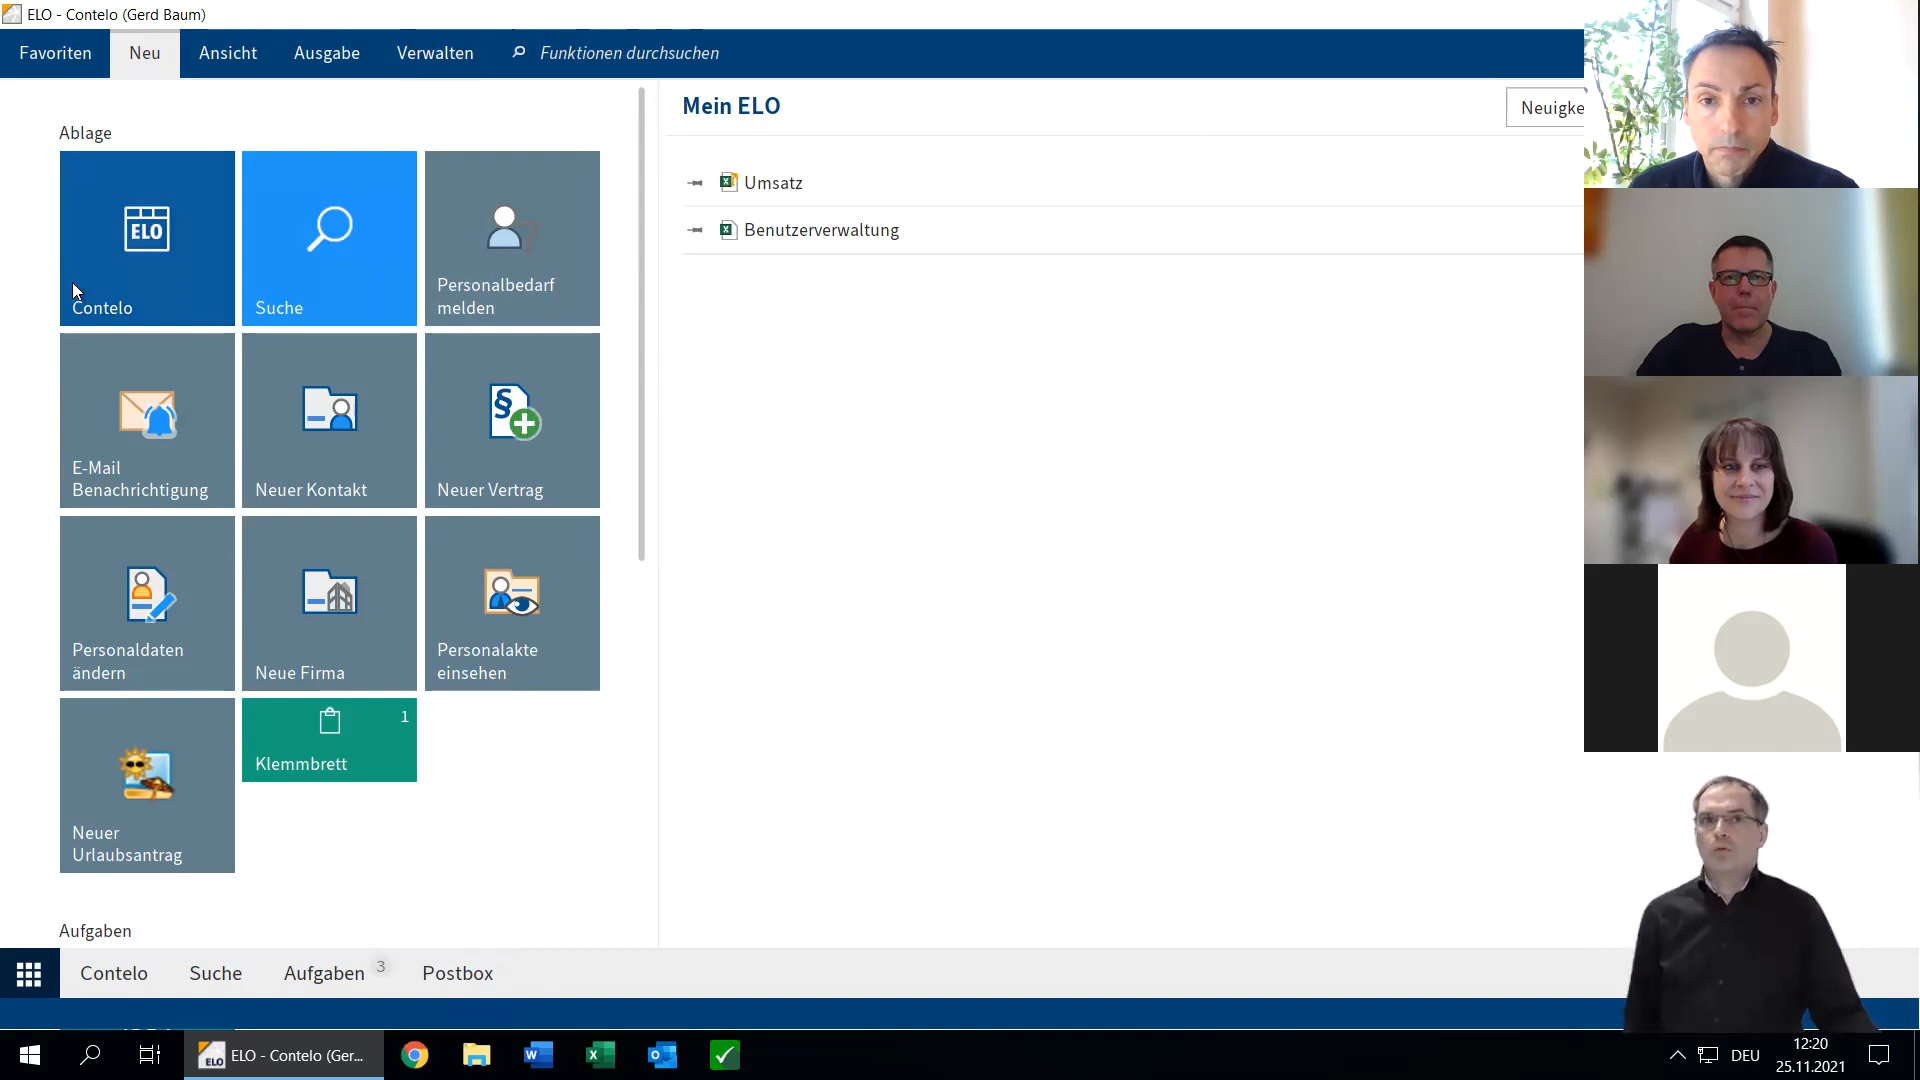 ELO - Contelo (Gerd Baum)
Favoriten
Neu
Ansicht
Ausgabe
Verwalten
Funktionen durchsuchen
Ablage
ELO
Contelo
Suche
Personalbedarf
melden
E-Mail
Benachrichtigung
Neuer Kontakt
§
Neuer Vertrag
Personaldaten
ändern
Neue Firma
Personalakte
einsehen
Neuer
Urlaubsantrag
1
Klemmbrett
Aufgaben
Mein ELO
Neuigke
Umsatz
Benutzerverwaltung
Contelo
Suche
Aufgaben 3
Postbox
ELO - Contelo (Ger...
DEU
12:20
25.11.2021